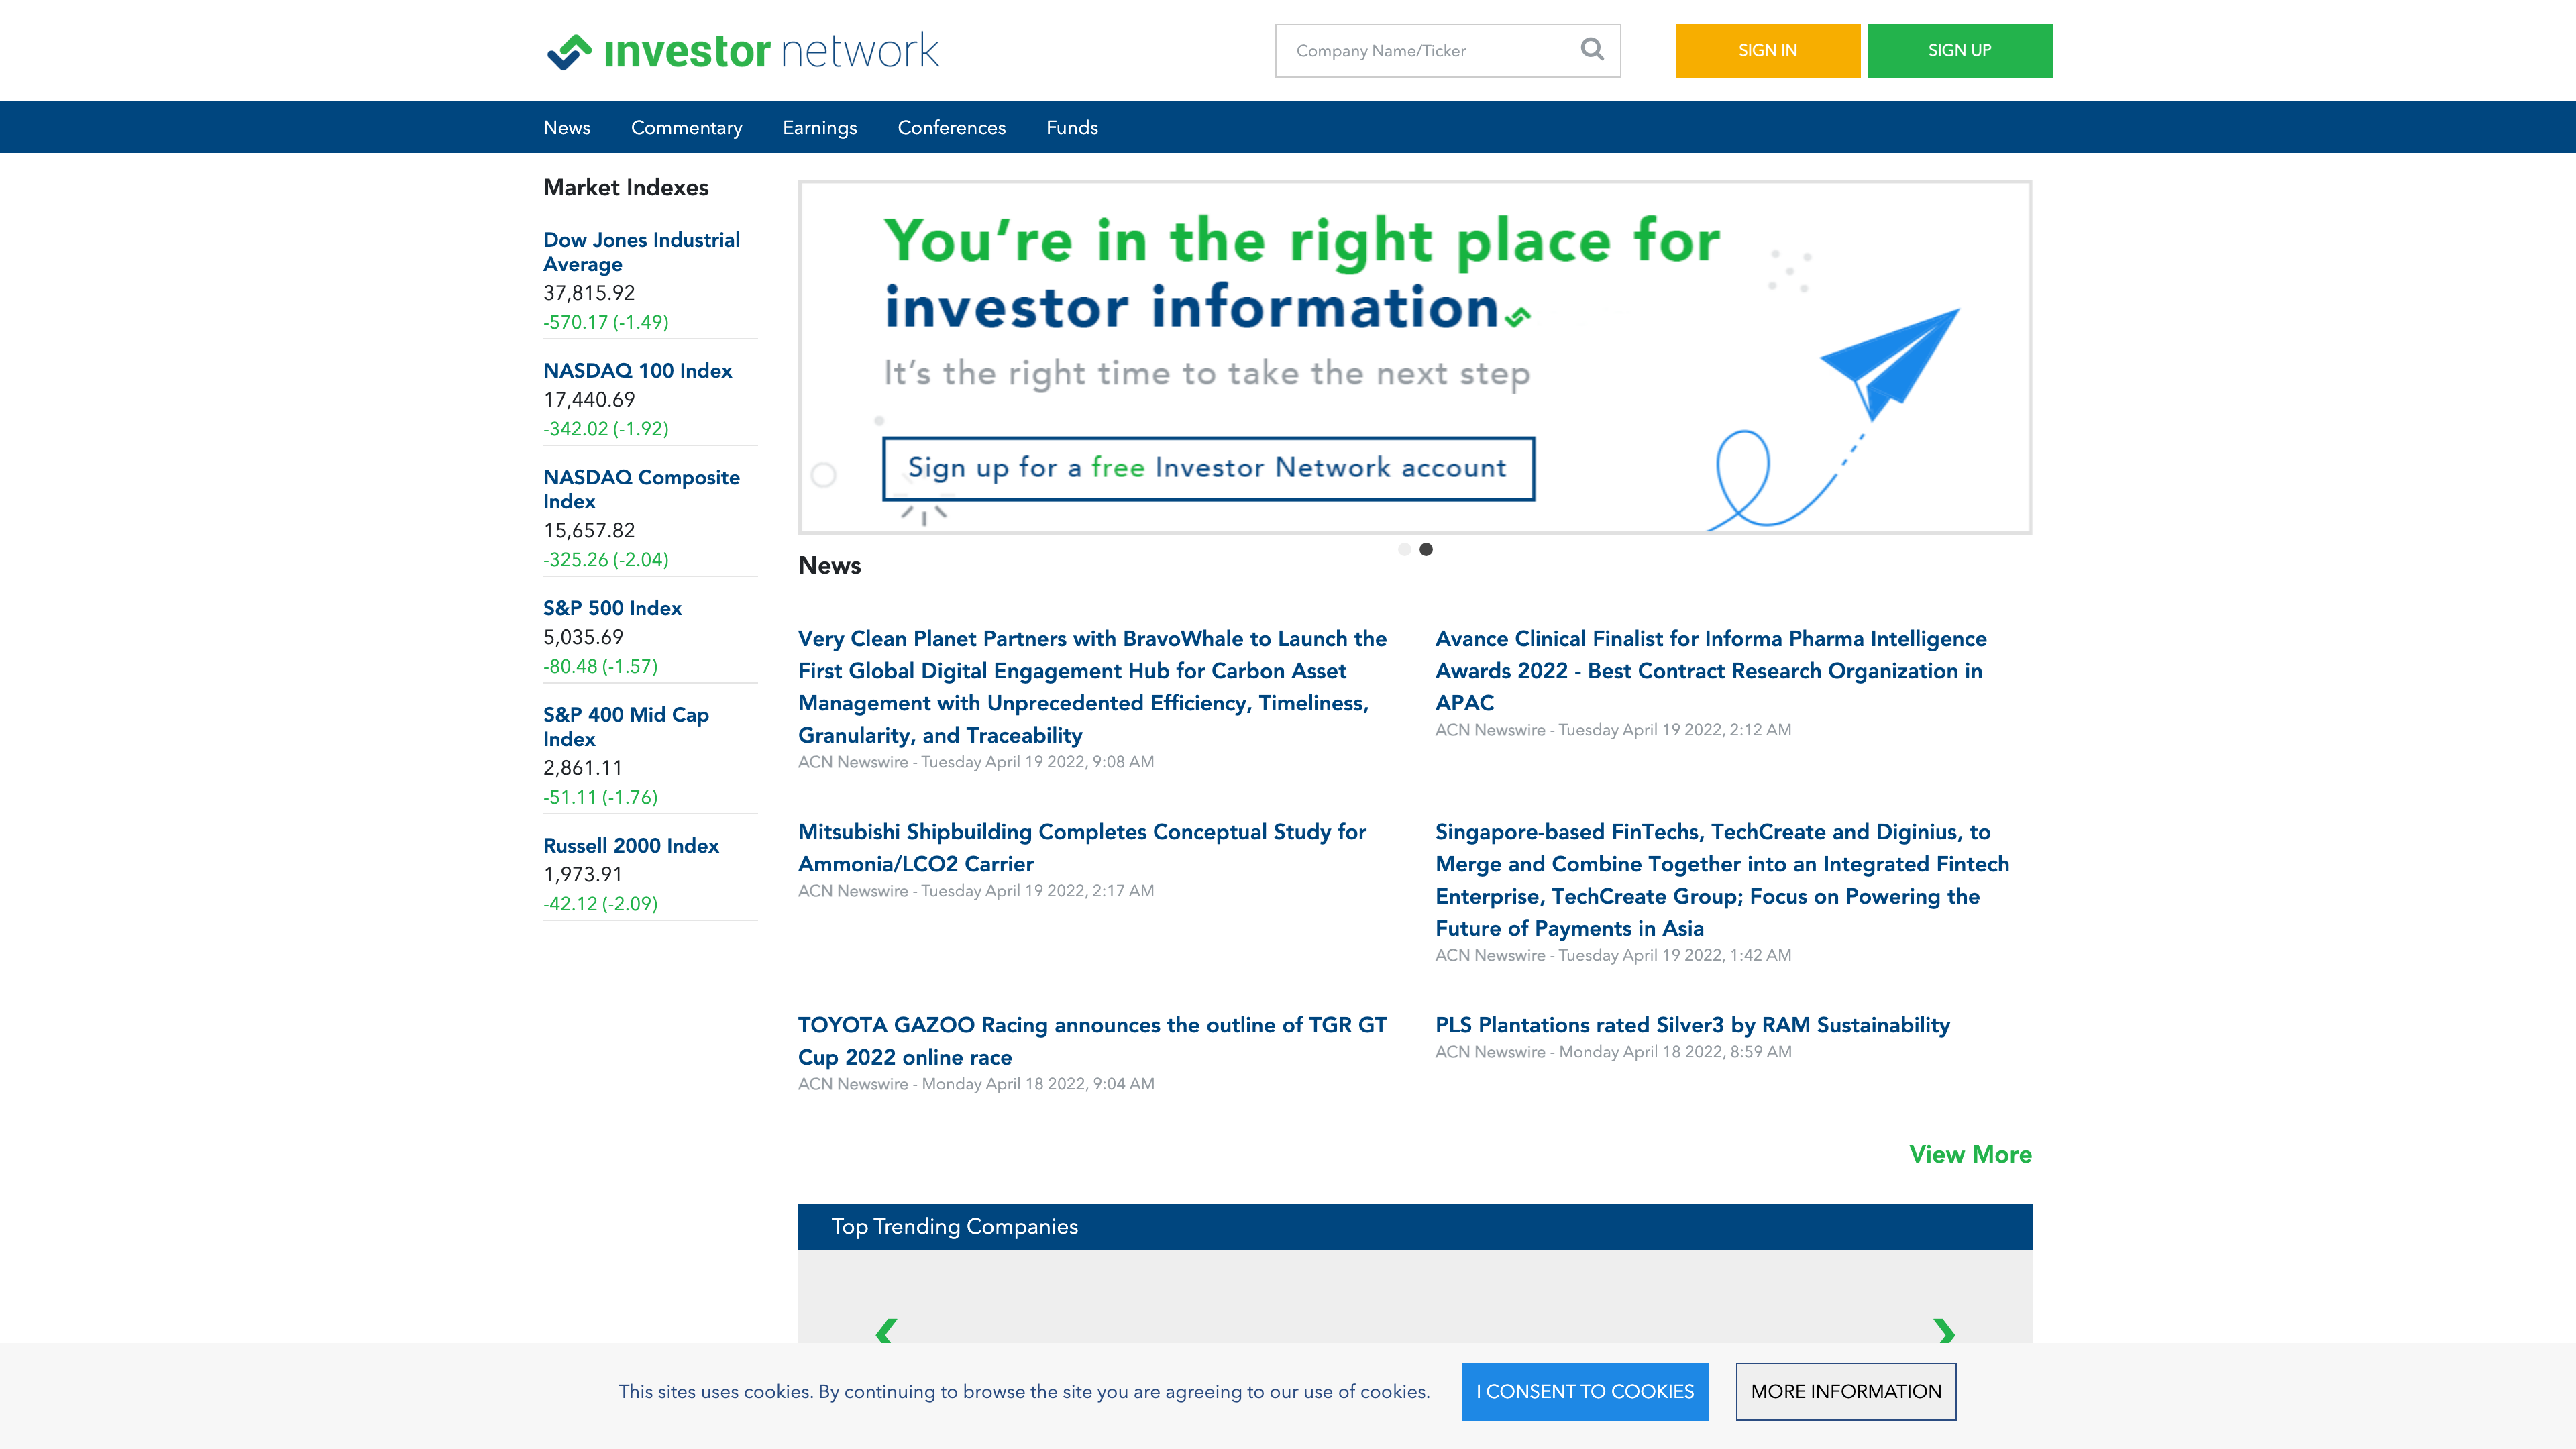 investor network
Company Name/Ticker
SIGN IN
SIGN UP
News
Commentary
Earnings
Conferences
Funds
Market Indexes
Dow Jones Industrial
Average
37,815.92
-570.17 (-1.49)
NASDAQ 100 Index
17,440.69
-342.02 (-1.92)
NASDAQ Composite
Index
15,657.82
-325.26 (-2.04)
S&P 500 Index
5,035.69
-80.48 (-1.57)
S&P 400 Mid Cap
Index
2,861.11
-51.11 (-1.76)
Russell 2000 Index
1,973.91
-42.12 (-2.09)
You're in the right place for
investor information
It's the right time to take the next step
Sign up for a free Investor Network account
News
Very Clean Planet Partners with BravoWhale to Launch the
First Global Digital Engagement Hub for Carbon Asset
Management with Unprecedented Efficiency, Timeliness,
Granularity, and Traceability
ACN Newswire - Tuesday April 19 2022, 9:08 AM
Avance Clinical Finalist for Informa Pharma Intelligence
Awards 2022 - Best Contract Research Organization in
APAC
ACN Newswire - Tuesday April 19 2022, 2:12 AM
Mitsubishi Shipbuilding Completes Conceptual Study for
Ammonia/LCO2 Carrier
ACN Newswire - Tuesday April 19 2022, 2:17 AM
Singapore-based FinTechs, TechCreate and Diginius, to
Merge and Combine Together into an Integrated Fintech
Enterprise, TechCreate Group; Focus on Powering the
Future of Payments in Asia
ACN Newswire - Tuesday April 19 2022, 1:42 AM
TOYOTA GAZOO Racing announces the outline of TGR GT
Cup 2022 online race
ACN Newswire - Monday April 18 2022, 9:04 AM
PLS Plantations rated Silver3 by RAM Sustainability
ACN Newswire - Monday April 18 2022, 8:59 AM
View More
Top Trending Companies
This sites uses cookies. By continuing to browse the site you are agreeing to our use of cookies.
I CONSENT TO COOKIES
MORE INFORMATION